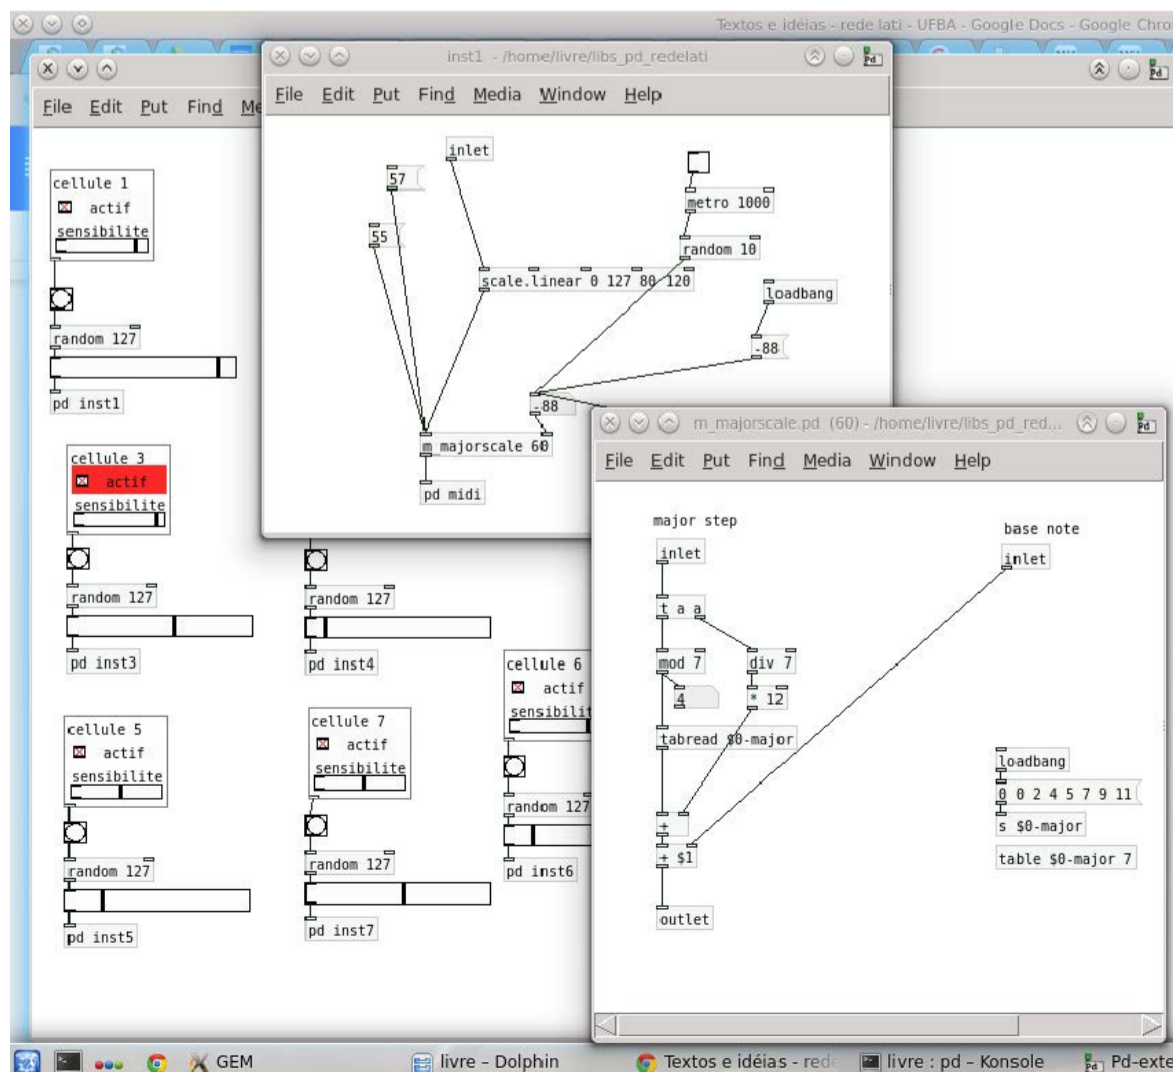 Textos e idéias - rede lati - UFBA - Google Docs - Google Chro
inst1 - /home/livre/libs_pd_redelati
File Edit Put Find Media Window Help
inlet
57
55
metro 1000
random 10
scale.linear 0 127 80 120
loadbang
-88
-88
m_majorscale 60
pd midi
File Edit Put Find Me
cellule 1
actif
sensibilite
random 127
pd inst1
cellule 3
actif
sensibilite
random 127
pd inst3
random 127
pd inst4
cellule 5
actif
sensibilite
random 127
pd inst5
cellule 7
actif
sensibilite
random 127
pd inst7
cellule 6
actif
sensibilit
random 127
pd inst6
m_majorscale.pd (60) - /home/livre/libs_pd_red...
File Edit Put Find Media Window Help
major step
inlet
t a a
mod 7
div 7
4
* 12
tabread $0-major
+
+ $1
outlet
base note
inlet
loadbang
0 0 2 4 5 7 9 11
s $0-major
table $0-major 7
GEM
livre - Dolphin
Textos e idéias - rede
livre : pd - Konsole
Pd-exte